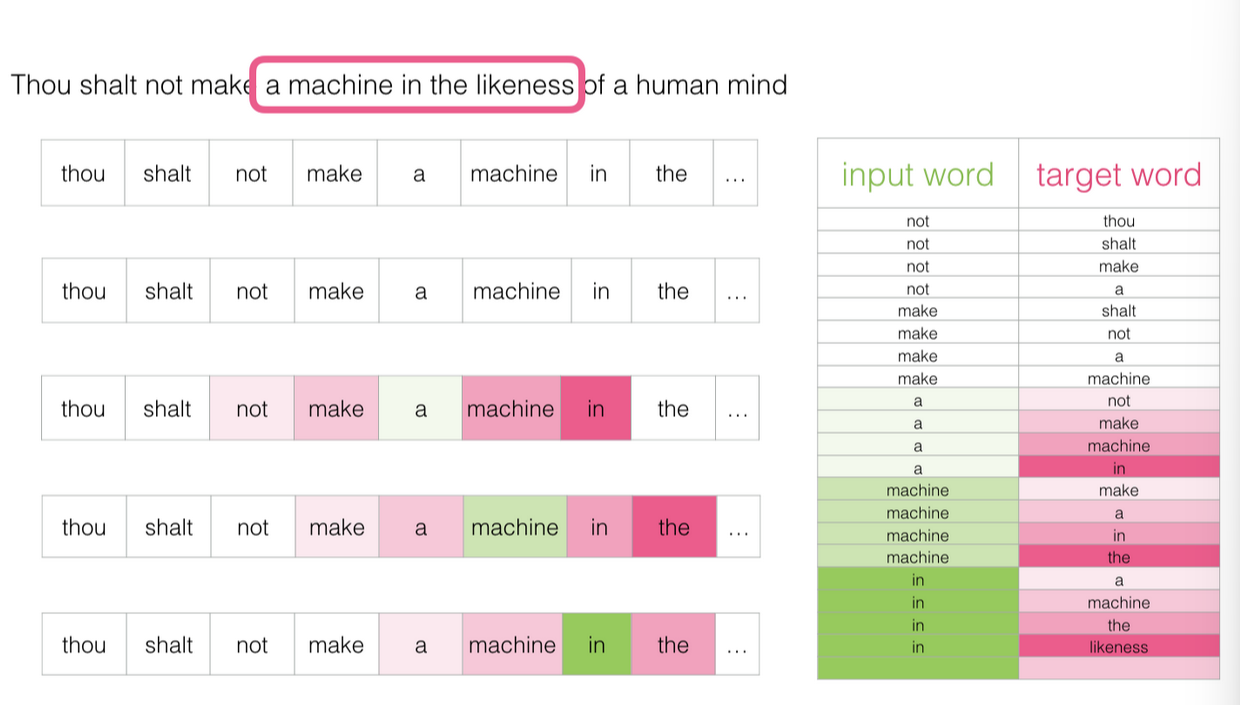 Thou shalt not make a machine in the likeness of a human mind
thou shalt not make a machine in the ...
thou shalt not make a machine in the ...
thou shalt not make a machine in the ...
thou shalt not make a machine in the ...
thou shalt not make a machine in the ...
input word target word
not thou
not shalt
not make
not a
make shalt
make not
make a
make machine
a not
a make
a machine
a in
machine make
machine a
machine in
machine the
in a
in machine
in the
in likeness